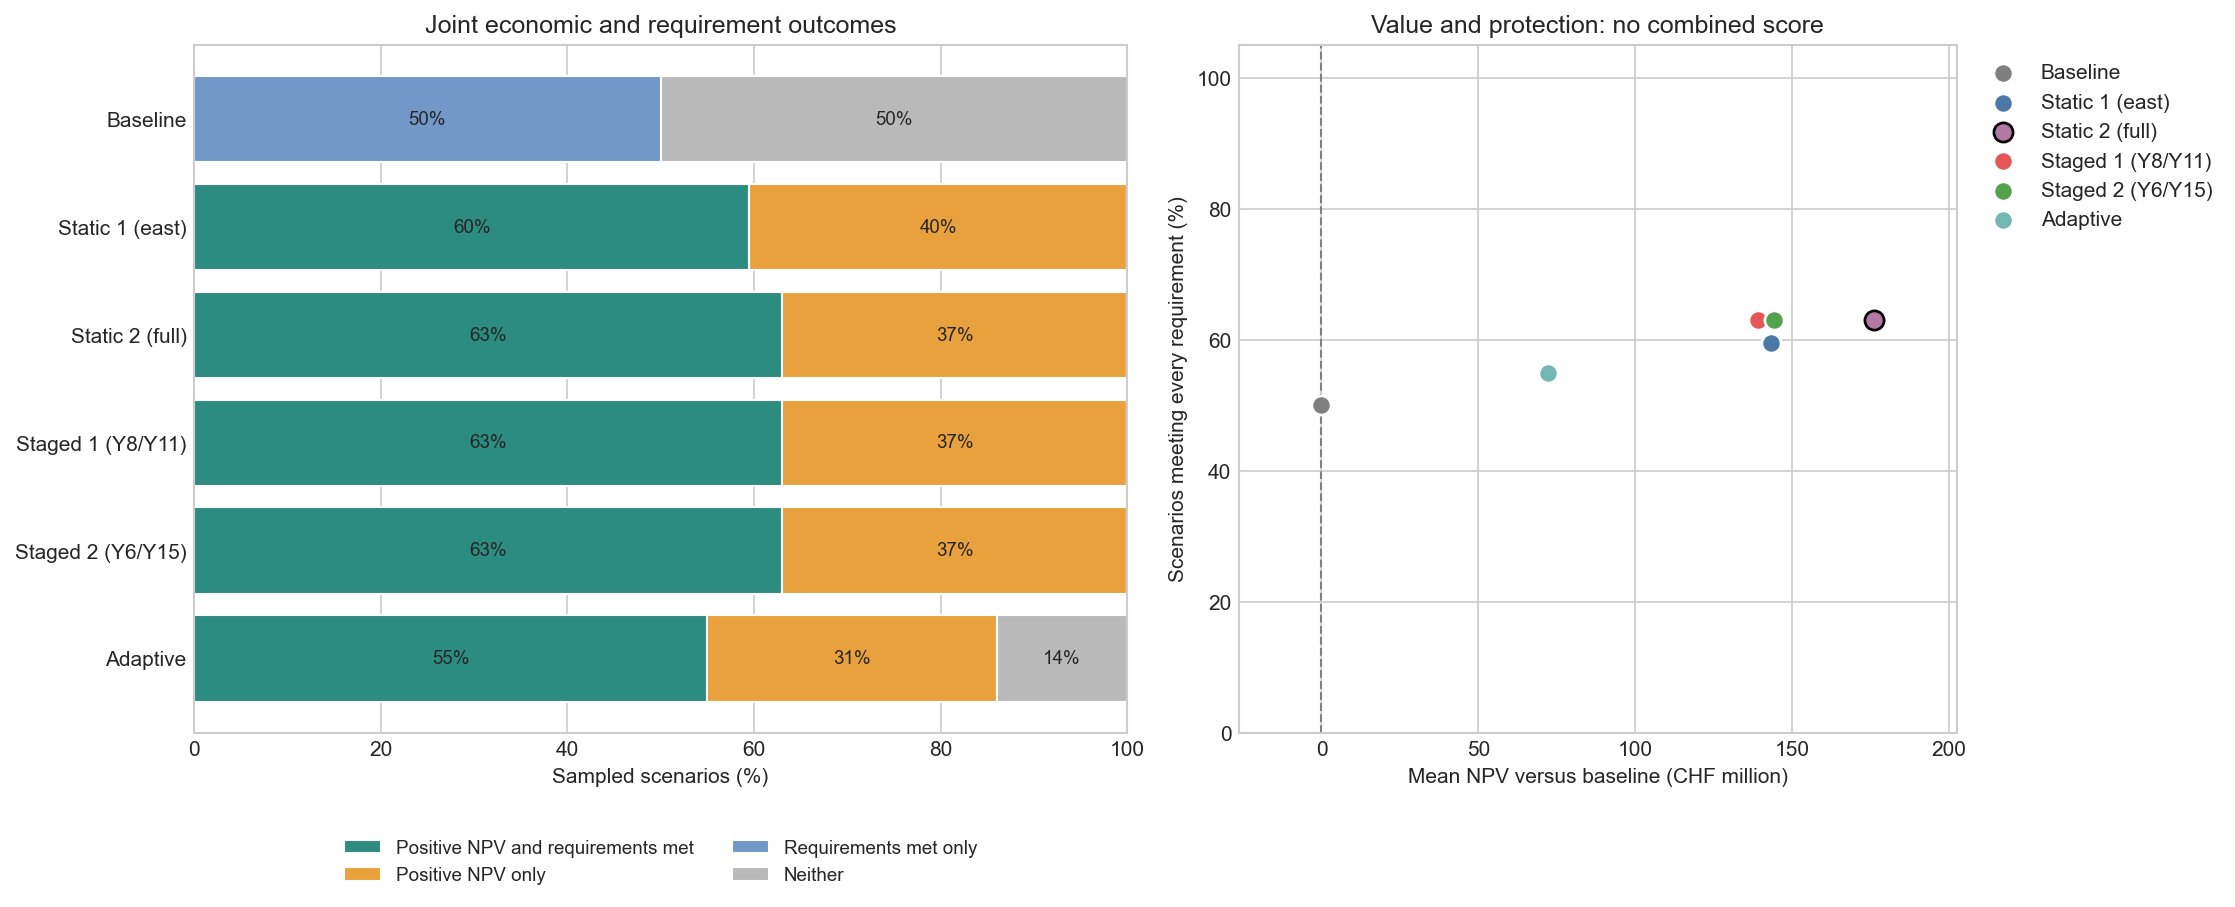 Joint economic and requirement outcomes
Baseline
50%
50%
Static 1 (east)
60%
40%
Static 2 (full)
63%
37%
Staged 1 (Y8/Y11)
63%
37%
Staged 2 (Y6/Y15)
63%
37%
Adaptive
55%
31%
14%
0
20
40
60
80
100
Sampled scenarios (%)
Positive NPV and requirements met
Positive NPV only
Requirements met only
Neither
Value and protection: no combined score
Scenarios meeting every requirement (%)
100
80
60
40
20
0
0
50
100
150
200
Mean NPV versus baseline (CHF million)
Baseline
Static 1 (east)
Static 2 (full)
Staged 1 (Y8/Y11)
Staged 2 (Y6/Y15)
Adaptive